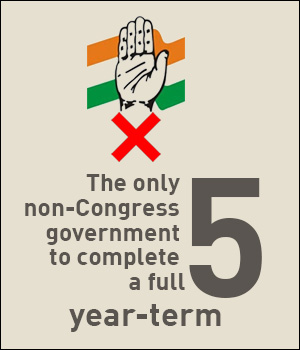 The only
non-Congress
government
to complete
a full 5
year-term